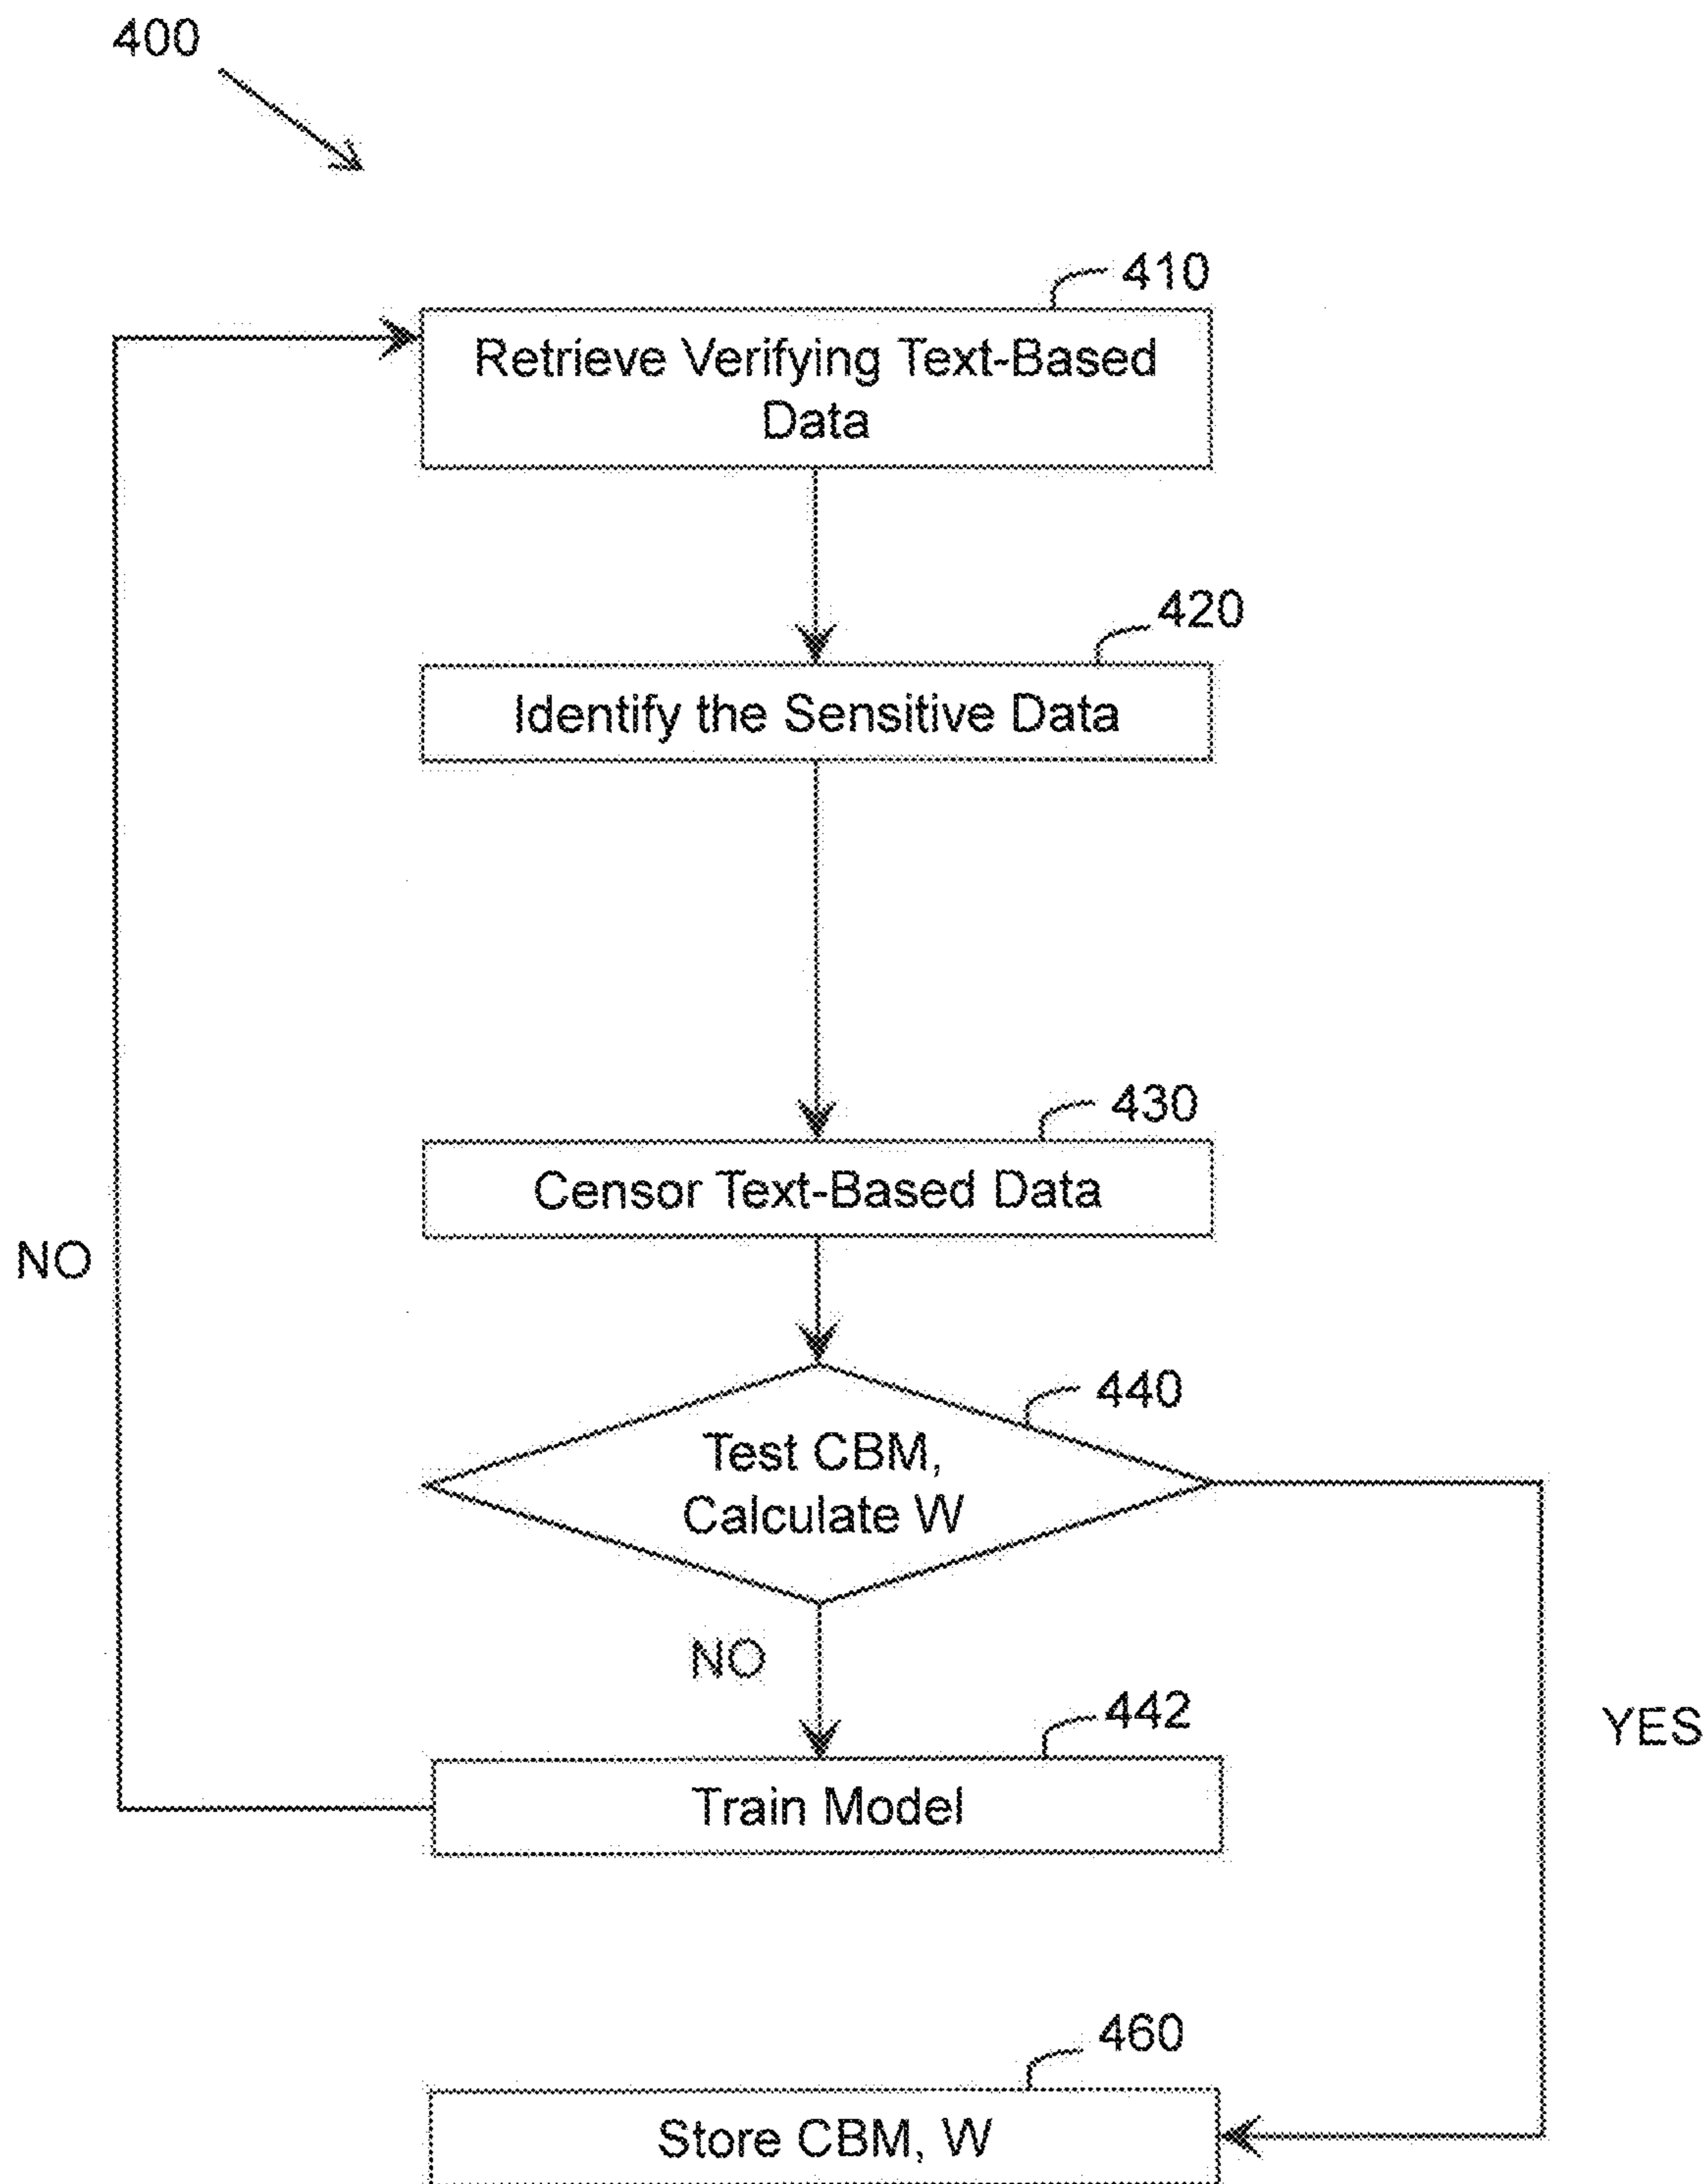 400
410
Retrieve Verifying Text-Based
Data
420
Identify the Sensitive Data
430
Censor Text-Based Data
NO
440
Test CBM,
Calculate W
NO
442
YES
Train Model
460
Store CBM, W